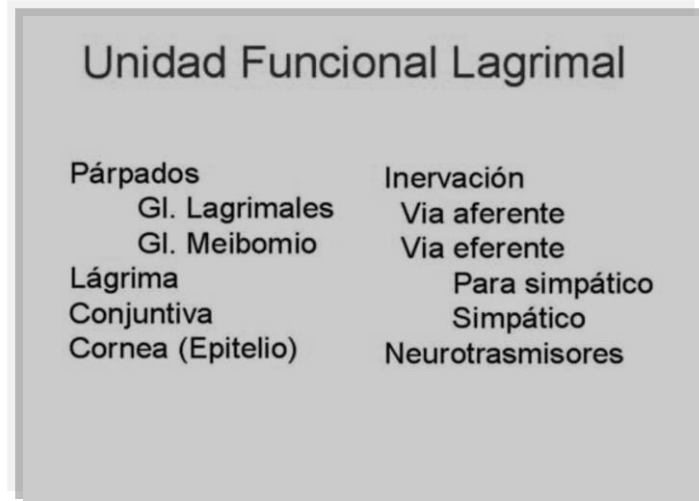 Unidad Funcional Lagrimal
Párpados
Gl. Lagrimales
Gl. Meibomio
Lágrima
Conjuntiva
Cornea (Epitelio)
Inervación
Via aferente
Via eferente
Para simpático
Simpático
Neurotrasmisores